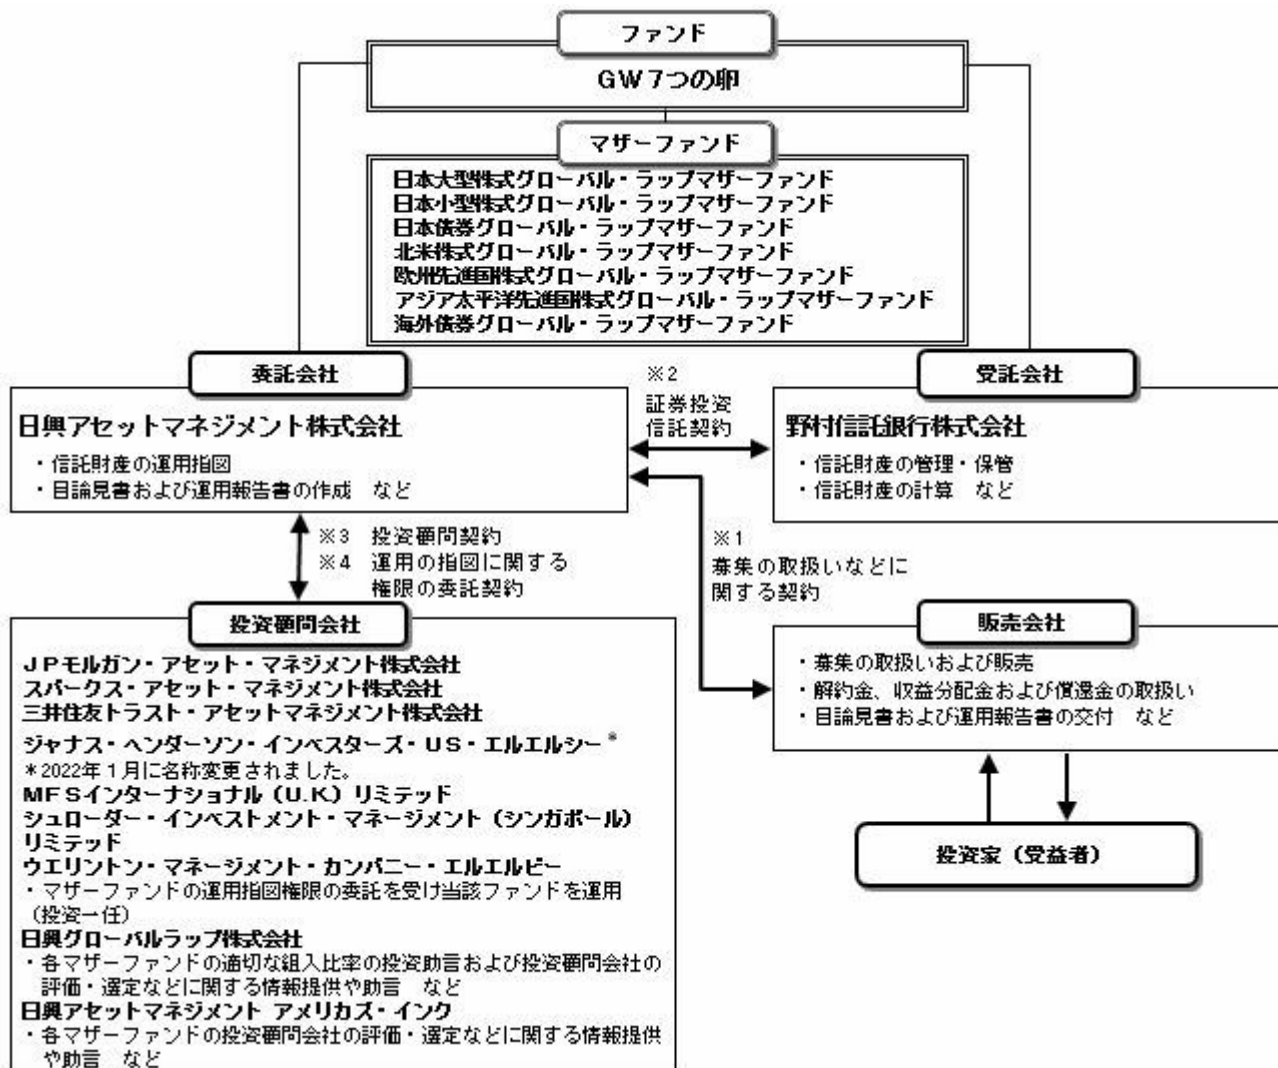 ファンド
GW7つの卵
マザーファンド
日本大型株式グローバル・ラップマザーファンド
日本小型株式グローバル・ラップマザーファンド
日本債券グローバル・ラップマザーファンド
北米株式グローバル・ラップマザーファンド
欧州先進国株式グローバル・ラップマザーファンド
アジア太平洋先進国株式グローバル・ラップマザーファンド
海外債券グローバル・ラップマザーファンド
委託会社
日興アセットマネジメント株式会社
・信託財産の運用指図
・目論見書および運用報告書の作成 など
※2
証券投資
信託契約
受託会社
野村信託銀行株式会社
・信託財産の管理・保管
・信託財産の計算 など
※3 投資顧問契約
※4 運用の指図に関する
権限の委託契約
※1
募集の取扱いなどに
関する契約
投資顧問会社
JPモルガン・アセット・マネジメント株式会社
スパークス・アセット・マネジメント株式会社
三井住友トラスト・アセットマネジメント株式会社
ジャナス・ヘンダーソン・インベスターズ・US・エルエルシー*
*2022年1月に名称変更されました。
MFSインターナショナル(U.K.)リミテッド
シュローダー・インベストメント・マネージメント(シンガポール)
リミテッド
ウエリントン・マネージメント・カンパニー・エルエルピー
・マザーファンドの運用指図権限の委託を受け当該ファンドを運用
(投資一任)
日興グローバルラップ株式会社
・各マザーファンドの適切な組入比率の投資助言および投資顧問会社の
評価・選定などに関する情報提供や助言 など
日興アセットマネジメント アメリカズ・インク
・各マザーファンドの投資顧問会社の評価・選定などに関する情報提供
や助言 など
販売会社
・募集の取扱いおよび販売
・解約金、収益分配金および償還金の取扱い
・目論見書および運用報告書の交付 など
投資家(受益者)